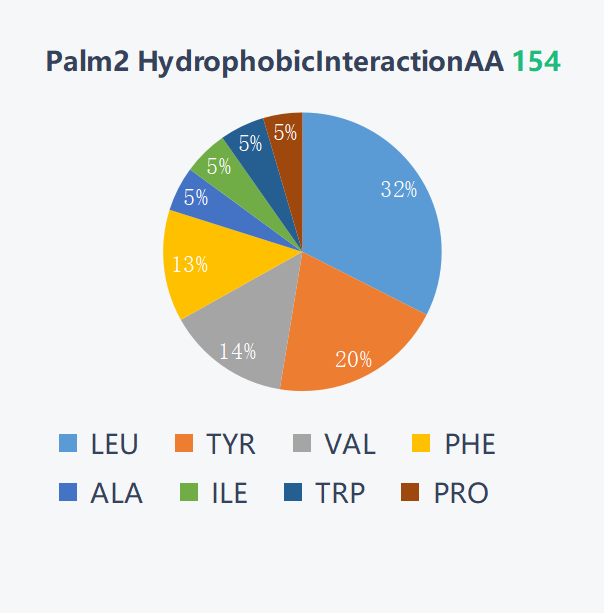 Palm2 HydrophobicInteractionAA 154
5%
5%
5%
5%
32%
13%
14%
20%
LEU TYR VAL PHE
ALA ILE TRP PRO